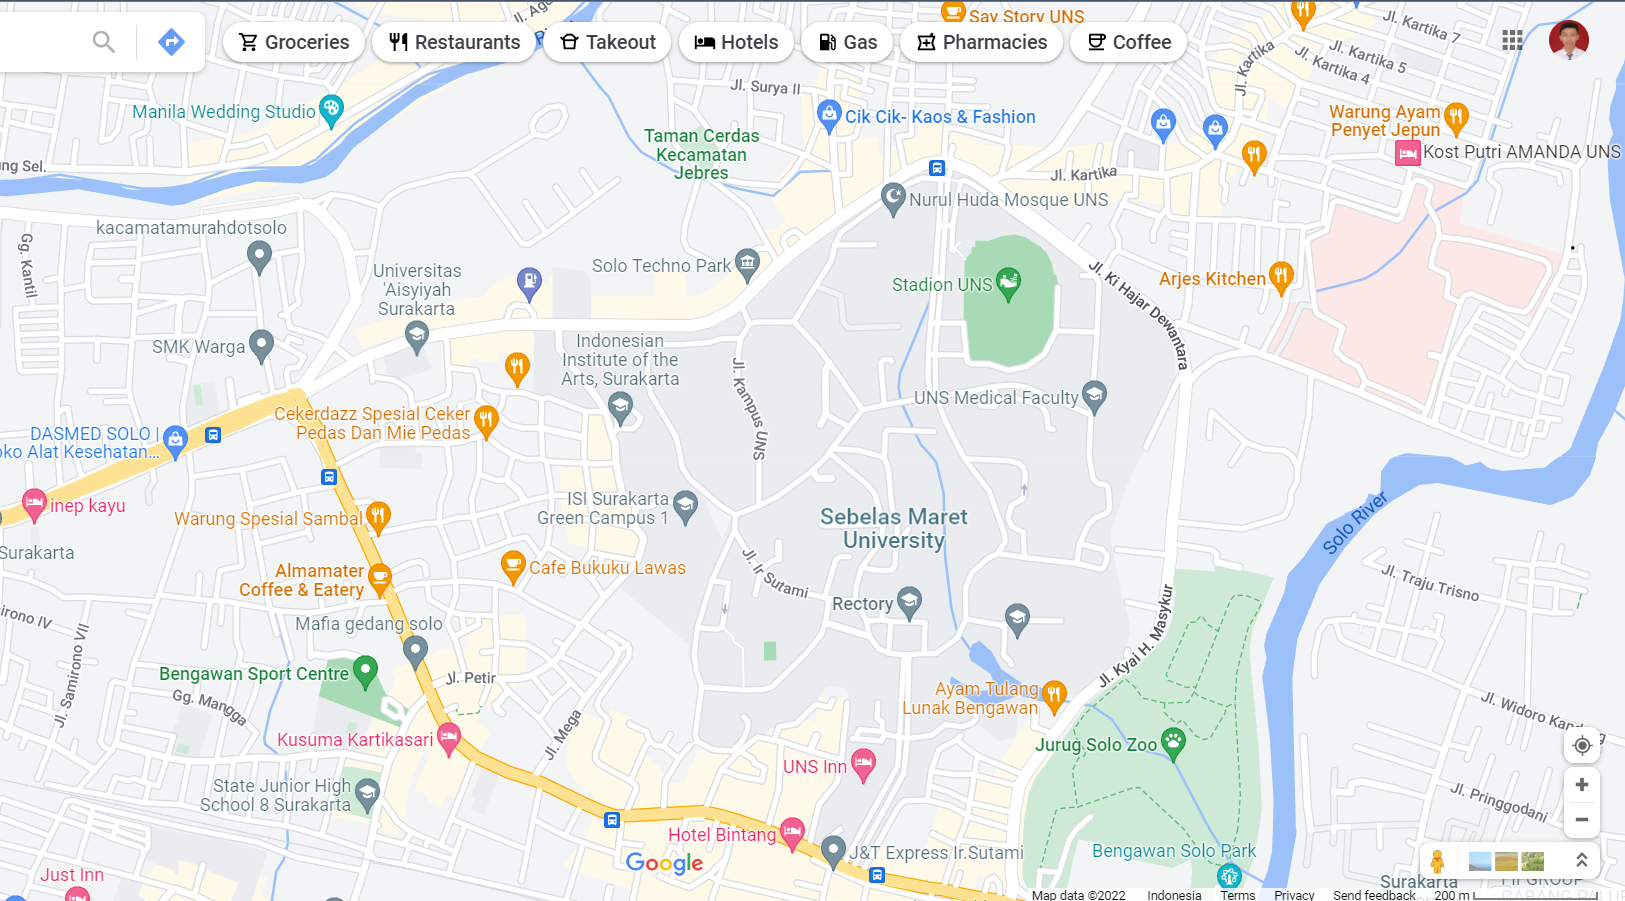 Jl. Aga
Say Story UNS
Groceries
Restaurants
Takeout
Hotels
Gas
Pharmacies
Coffee
Jl. Kartika 7
Jl. Kartika 5
Jl. Kartika 4
Jl. Kartika
Jl. Surya II
Manila Wedding Studio
Cik Cik- Kaos & Fashion
Warung Ayam
Penyet Jepun
Taman Cerdas
Kecamatan
Jebres
Kost Putri AMANDA UNS
ung Sel.
Jl. Kartika
Nurul Huda Mosque UNS
kacamatamurahdotsolo
Gg. Kantil
Universitas
'Aisyiyah
Surakarta
Solo Techno Park
Stadion UNS
Jl. Ki Hajar Dewantara
Arjes Kitchen
SMK Warga
Indonesian
Institute of the
Arts, Surakarta
Jl. Kampus UNS
UNS Medical Faculty
Cekerdazz Spesial Ceker
Pedas Dan Mie Pedas
DASMED SOLO |
oko Alat Kesehatan...
inep kayu
Warung Spesial Sambal
ISI Surakarta
Green Campus 1
Sebelas Maret
University
Solo River
Surakarta
Almamater
Coffee & Eatery
Cafe Bukuku Lawas
Jl. Ir Sutami
Rectory
Jl. Traju Trisno
mirono IV
Mafia gedang solo
Jl. Kyai H. Masykur
Jl. Samirono VII
Bengawan Sport Centre
Jl. Petir
Gg. Mangga
Ayam Tulang
Lunak Bengawan
Jl. Widoro Kandang
Kusuma Kartikasari
Jl. Mega
Jurug Solo Zoo
UNS Inn
State Junior High
School 8 Surakarta
Jl. Pringgodani
Hotel Bintang
J&T Express Ir.Sutami
Bengawan Solo Park
Google
Just Inn
Surakarta
Map data ©2022
Indonesia
Terms
Privacy
Send feedback
200 m